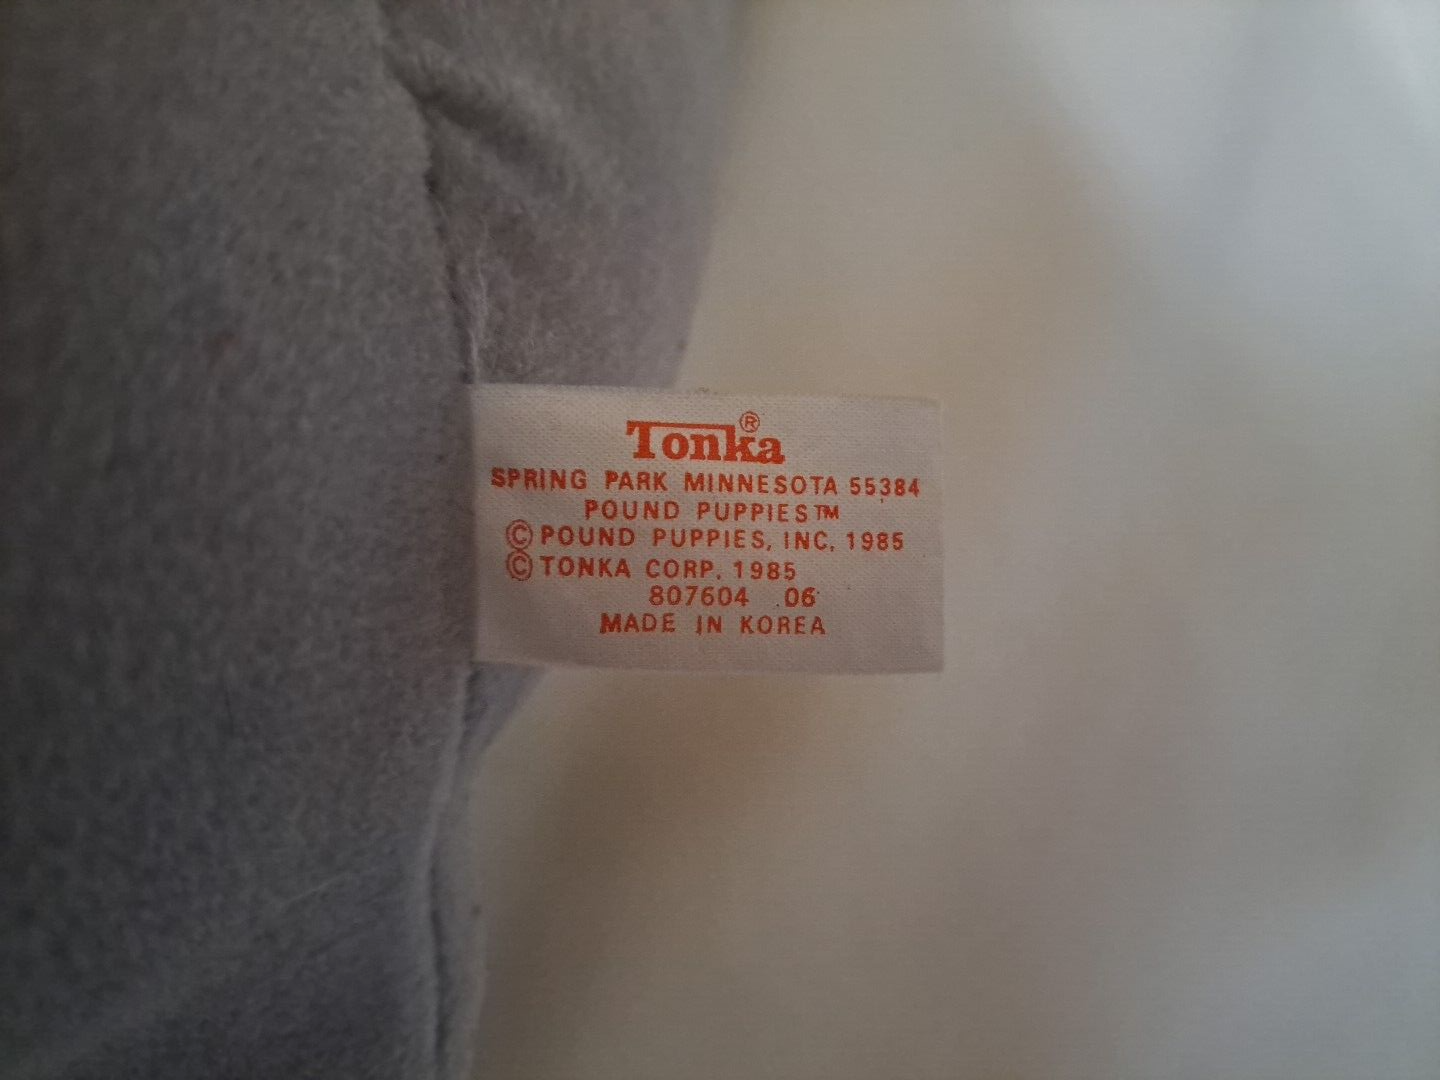 Tonka®
SPRING PARK MINNESOTA 55384
POUND PUPPIES™
© POUND PUPPIES, INC. 1985
© TONKA CORP. 1985
807604 06
MADE IN KOREA